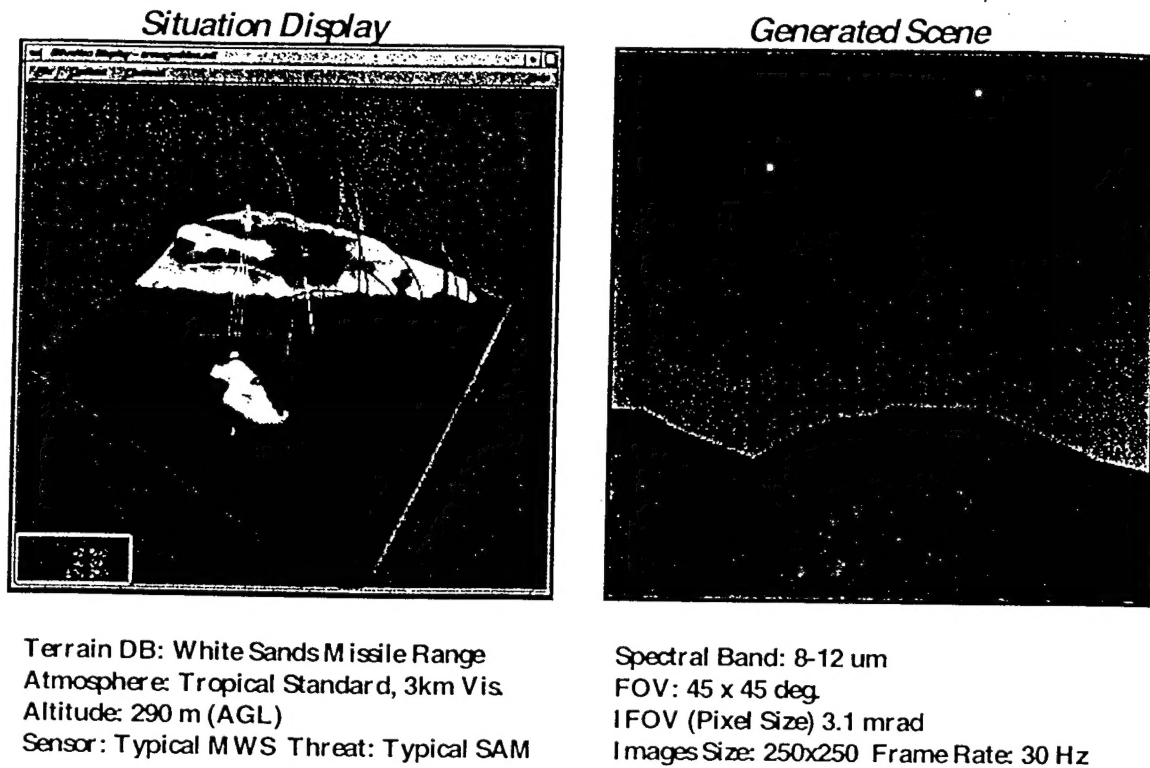 Situation Display
Generated Scene
Situation Display
Terrain DB: White Sands Missile Range
Atmosphere: Tropical Standard, 3km Vis.
Altitude: 290 m (AGL)
Sensor: Typical MWS Threat: Typical SAM
Spectral Band: 8-12 um
FOV: 45 x 45 deg.
IFOV (Pixel Size) 3.1 mrad
Images Size: 250x250 Frame Rate: 30 Hz